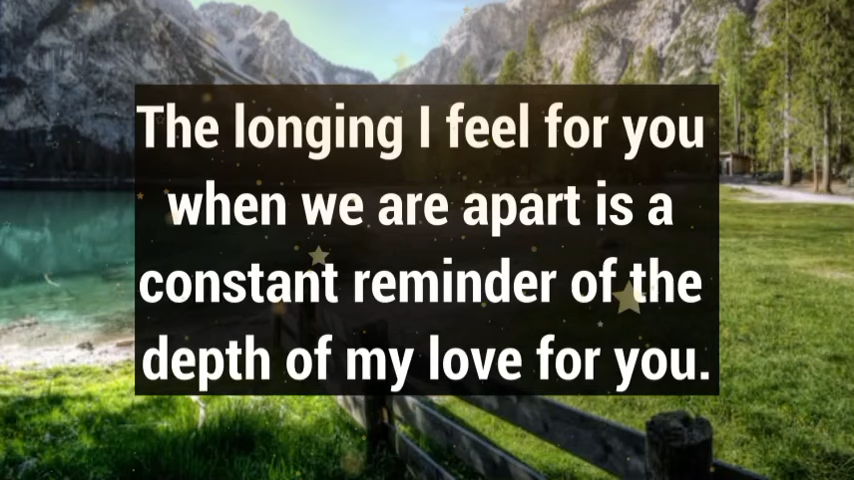 The longing I feel for you
when we are apart is a
constant reminder of the
depth of my love for you.